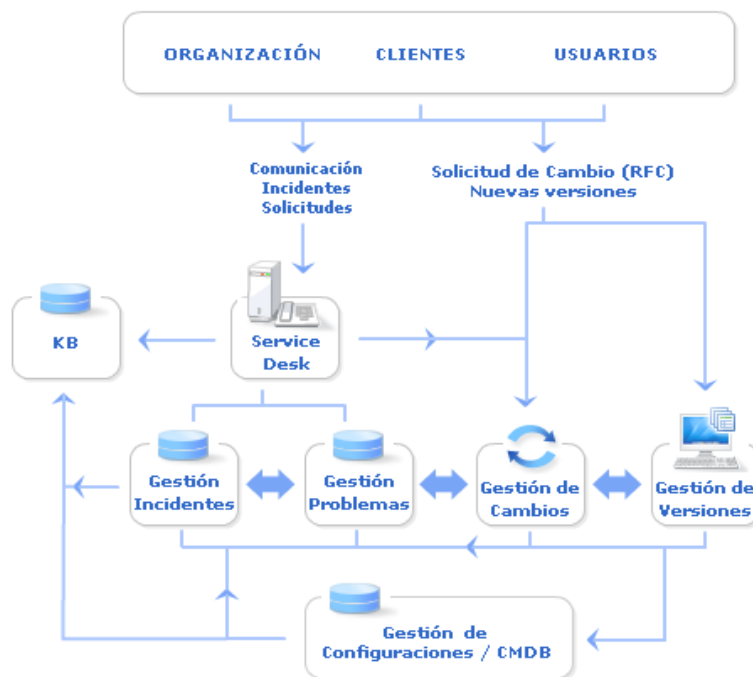 ORGANIZACIÓN CLIENTES USUARIOS
Comunicación
Incidentes
Solicitudes
Solicitud de Cambio (RFC)
Nuevas versiones
KB
Service
Desk
Gestión
Incidentes
Gestión
Problemas
Gestión de
Cambios
Gestión de
Versiones
Gestión de
Configuraciones / CMDB